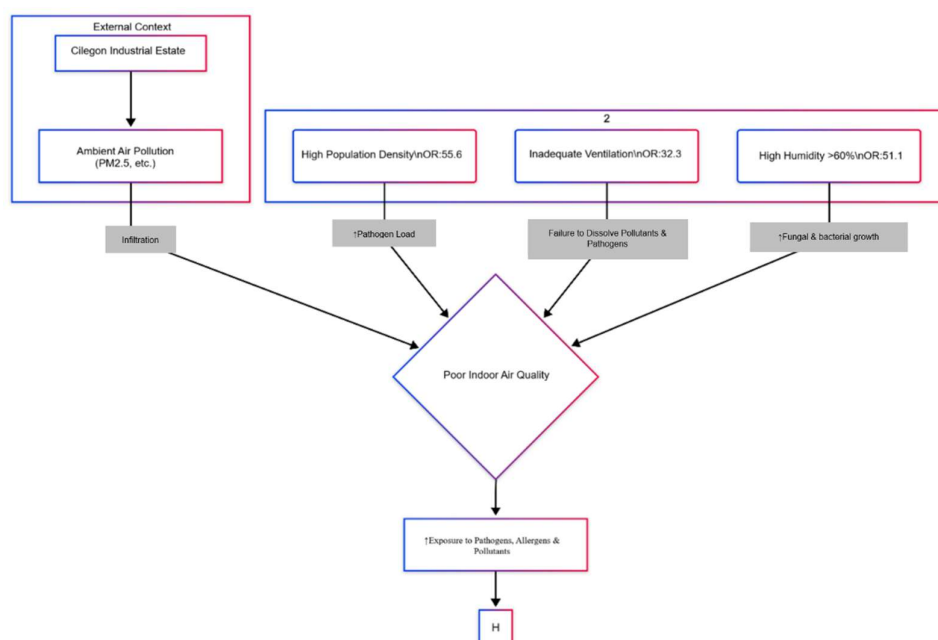 External Context
Cilegon Industrial Estate
Ambient Air Pollution
(PM2.5, etc.)
2
High Population Density\nOR:55.6
Inadequate Ventilation\nOR:32.3
High Humidity >60%\nOR:51.1
Infiltration
↑Pathogen Load
Failure to Dissolve Pollutants &
Pathogens
↑Fungal & bacterial growth
Poor Indoor Air Quality
↑Exposure to Pathogens, Allergens &
Pollutants
H